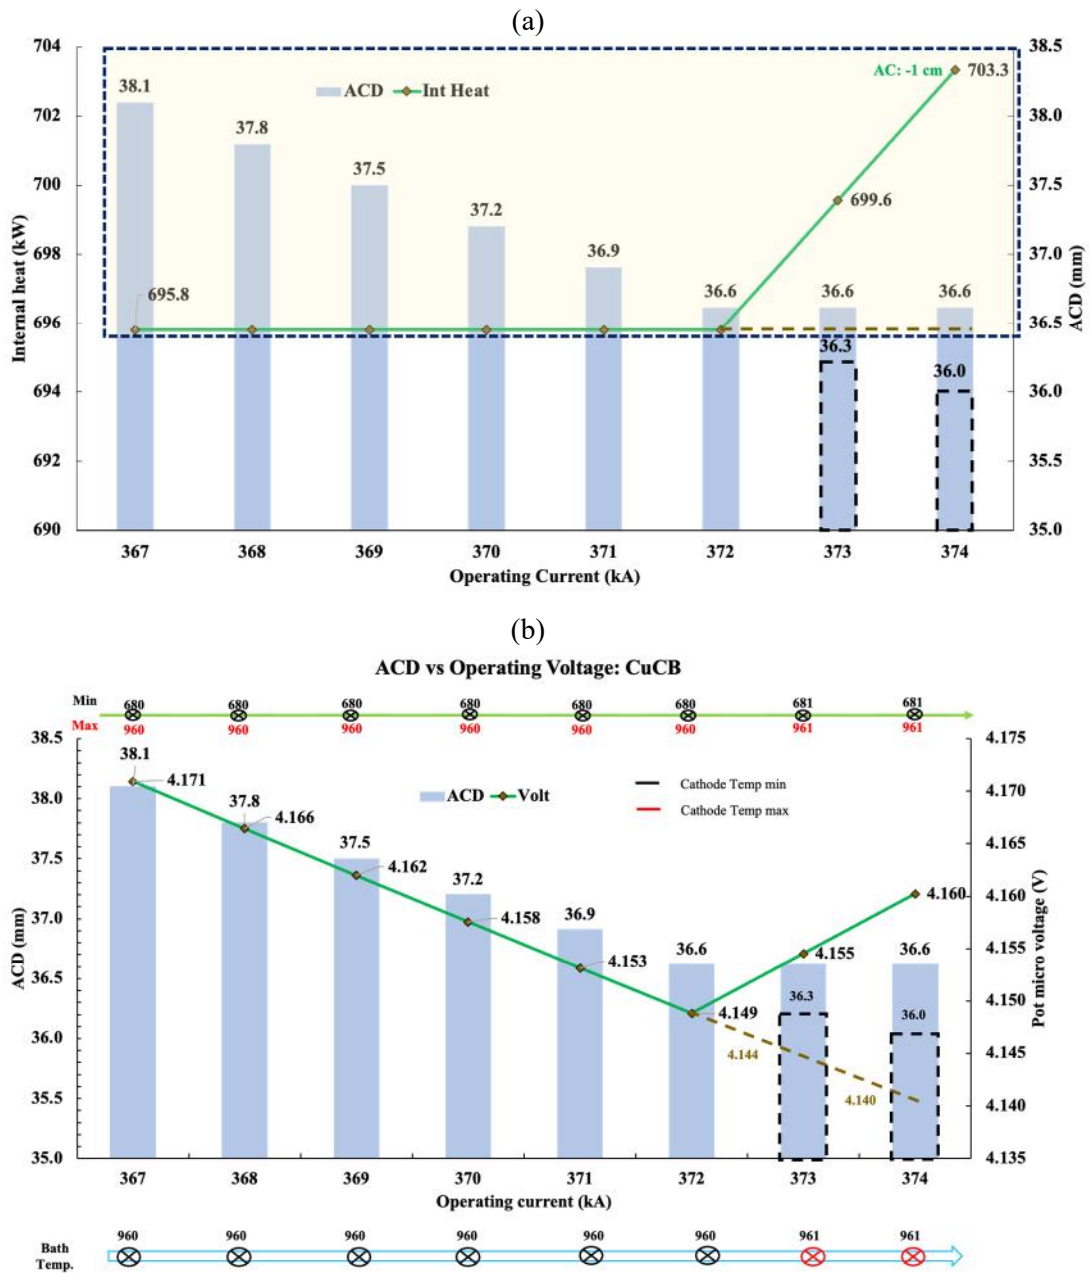 (a)
704 38.5
AC: -1 cm 703.3
38.1
ACD Int Heat
702 38.0
37.8
37.5
700 37.5
699.6
37.2
698 37.0
36.9
695.8 36.6 36.6 36.6
696 36.5
36.3
36.0
694 36.0
692 35.5
690 35.0
367 368 369 370 371 372 373 374
Operating Current (kA)
Internal heat (kW)
ACD (mm)
(b)
ACD vs Operating Voltage: CuCB
Min 680 680 680 680 680 680 681 681
Max 960 960 960 960 960 960 961 961
38.5 4.175
38.1 4.171
ACD Volt
Cathode Temp min
Cathode Temp max
38.0 4.170
37.8 4.166
37.5 4.165
37.5 4.162
37.2
37.0 4.160
4.158 4.160
36.9
4.153 36.6 4.155 36.6 36.6
36.5 4.155
36.3
4.149 36.0
36.0 4.150
4.144
4.145
35.5 4.140
4.140
35.0 4.135
367 368 369 370 371 372 373 374
Operating current (kA)
ACD (mm)
Pot micro voltage (V)
960 960 960 960 960 960 961 961
Bath
Temp.